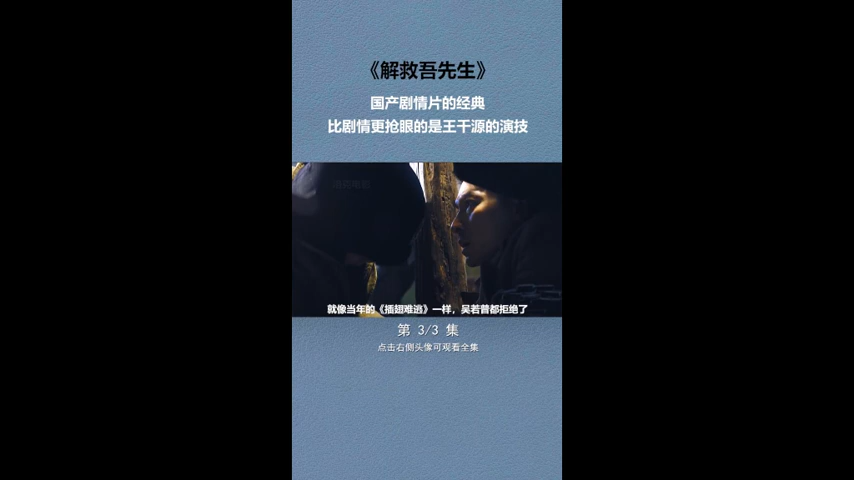 《解救吾先生》
国产剧情片的经典
比剧情更抢眼的是王千源的演技
就像当年的《插翅难逃》一样，吴若普都拒绝了
第 3/3 集
点击右侧头像可观看全集